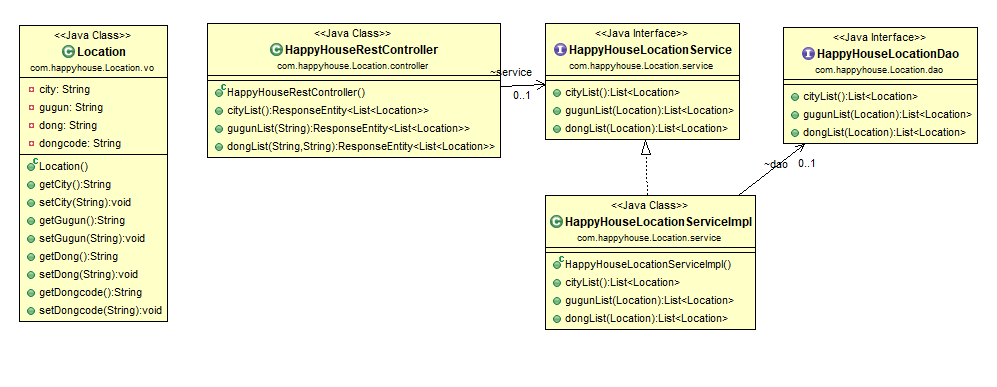 <<Java Class>>
Location
com.happyhouse.Location.vo
city: String
gugun: String
dong: String
dongcode: String
Location()
getCity():String
setCity(String):void
getGugun():String
setGugun(String):void
getDong():String
setDong(String):void
getDongcode():String
setDongcode(String):void
<<Java Class>>
HappyHouseRestController
com.happyhouse.Location.controller
HappyHouseRestController()
cityList():ResponseEntity<List<Location>>
gugunList(String):ResponseEntity<List<Location>>
dongList(String,String):ResponseEntity<List<Location>>
~service
0..1
<<Java Interface>>
HappyHouseLocationService
com.happyhouse.Location.service
cityList():List<Location>
gugunList(Location):List<Location>
dongList(Location):List<Location>
<<Java Interface>>
HappyHouseLocationDao
com.happyhouse.Location.dao
cityList():List<Location>
gugunList(Location):List<Location>
dongList(Location):List<Location>
~dao
0..1
<<Java Class>>
HappyHouseLocationServiceImpl
com.happyhouse.Location.service
HappyHouseLocationServiceImpl()
cityList():List<Location>
gugunList(Location):List<Location>
dongList(Location):List<Location>